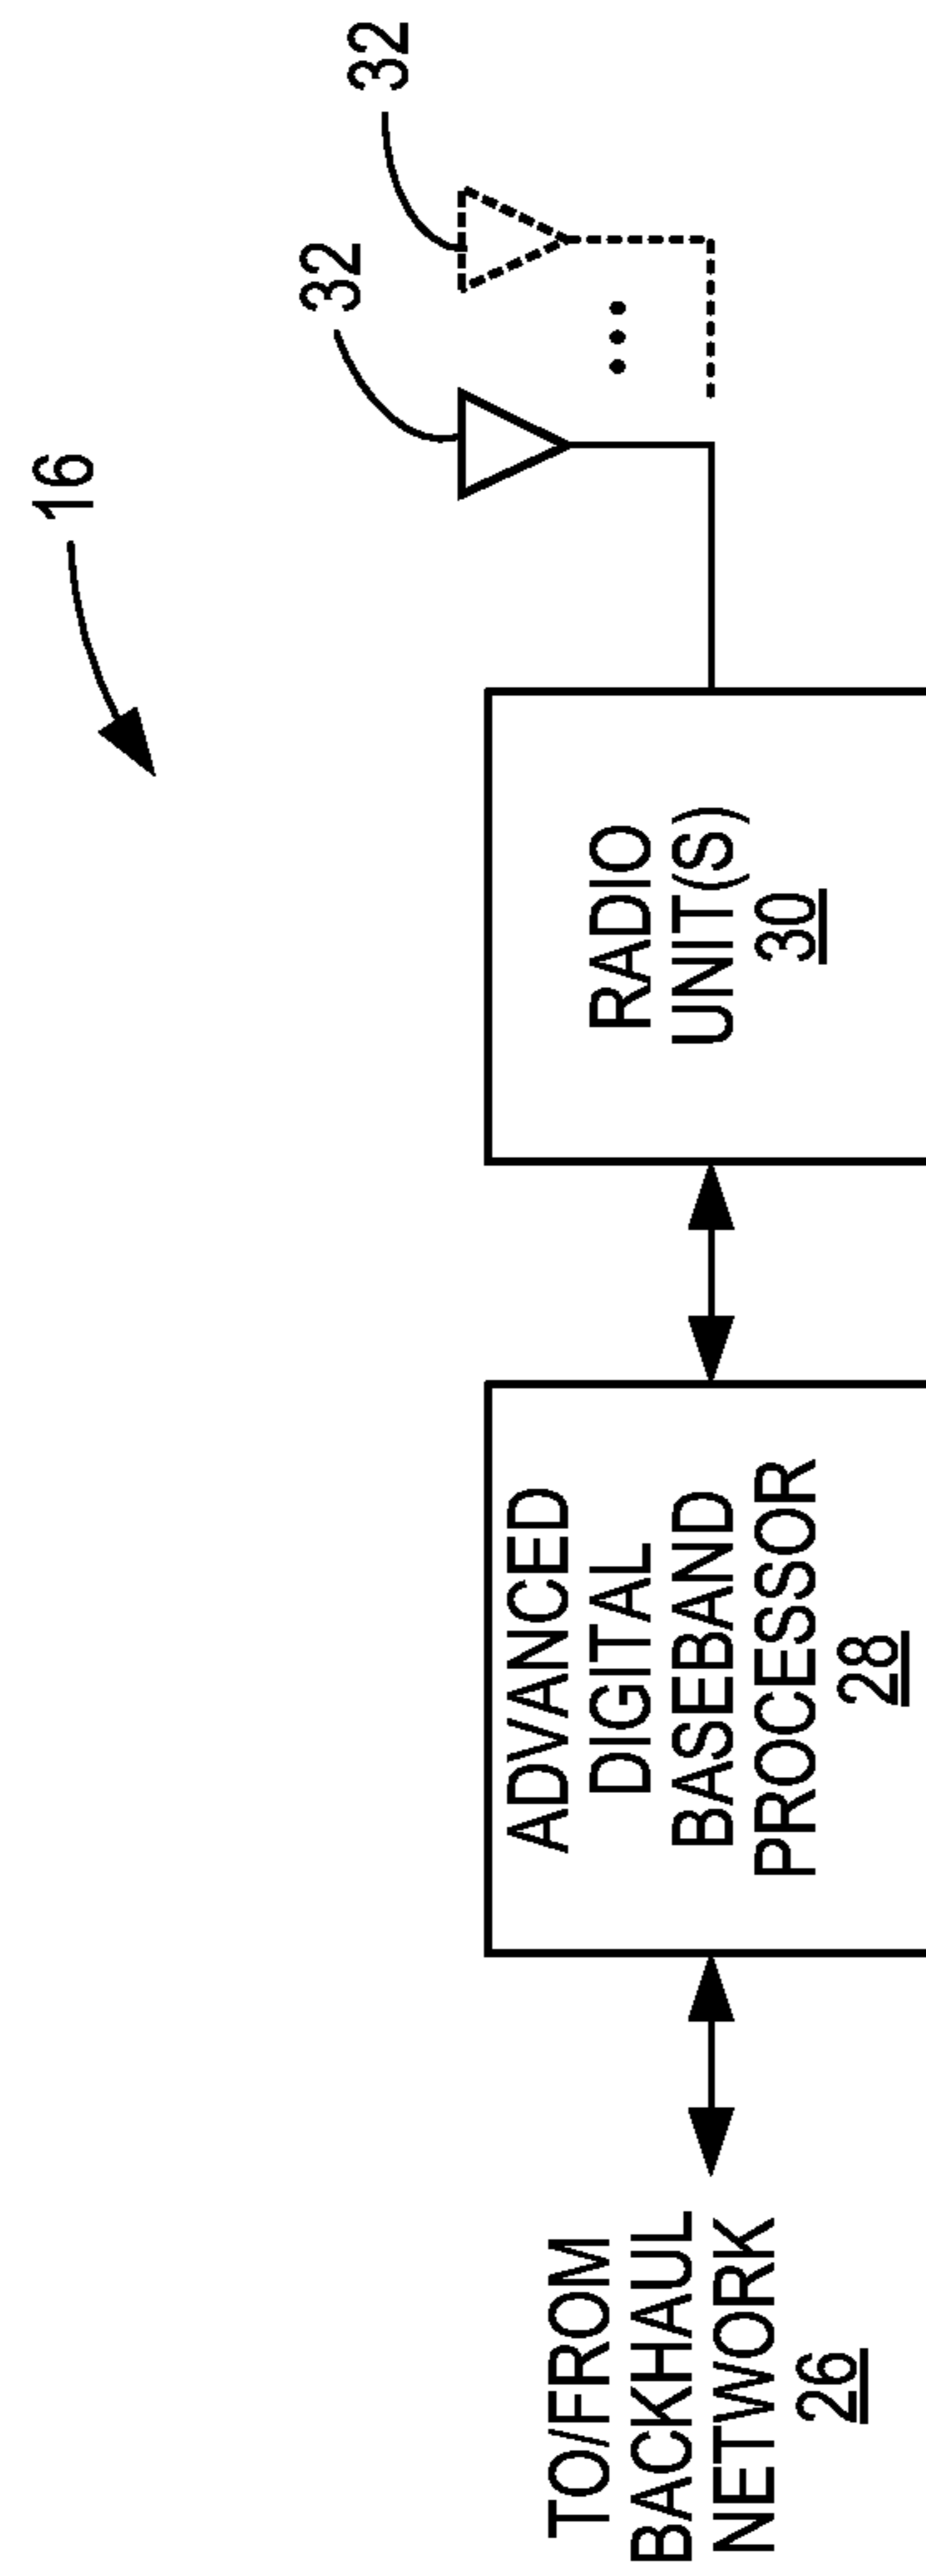 16
32
32
TO/FROM
BACKHAUL
NETWORK
26
ADVANCED
DIGITAL
BASEBAND
PROCESSOR
28
RADIO
UNIT(S)
30